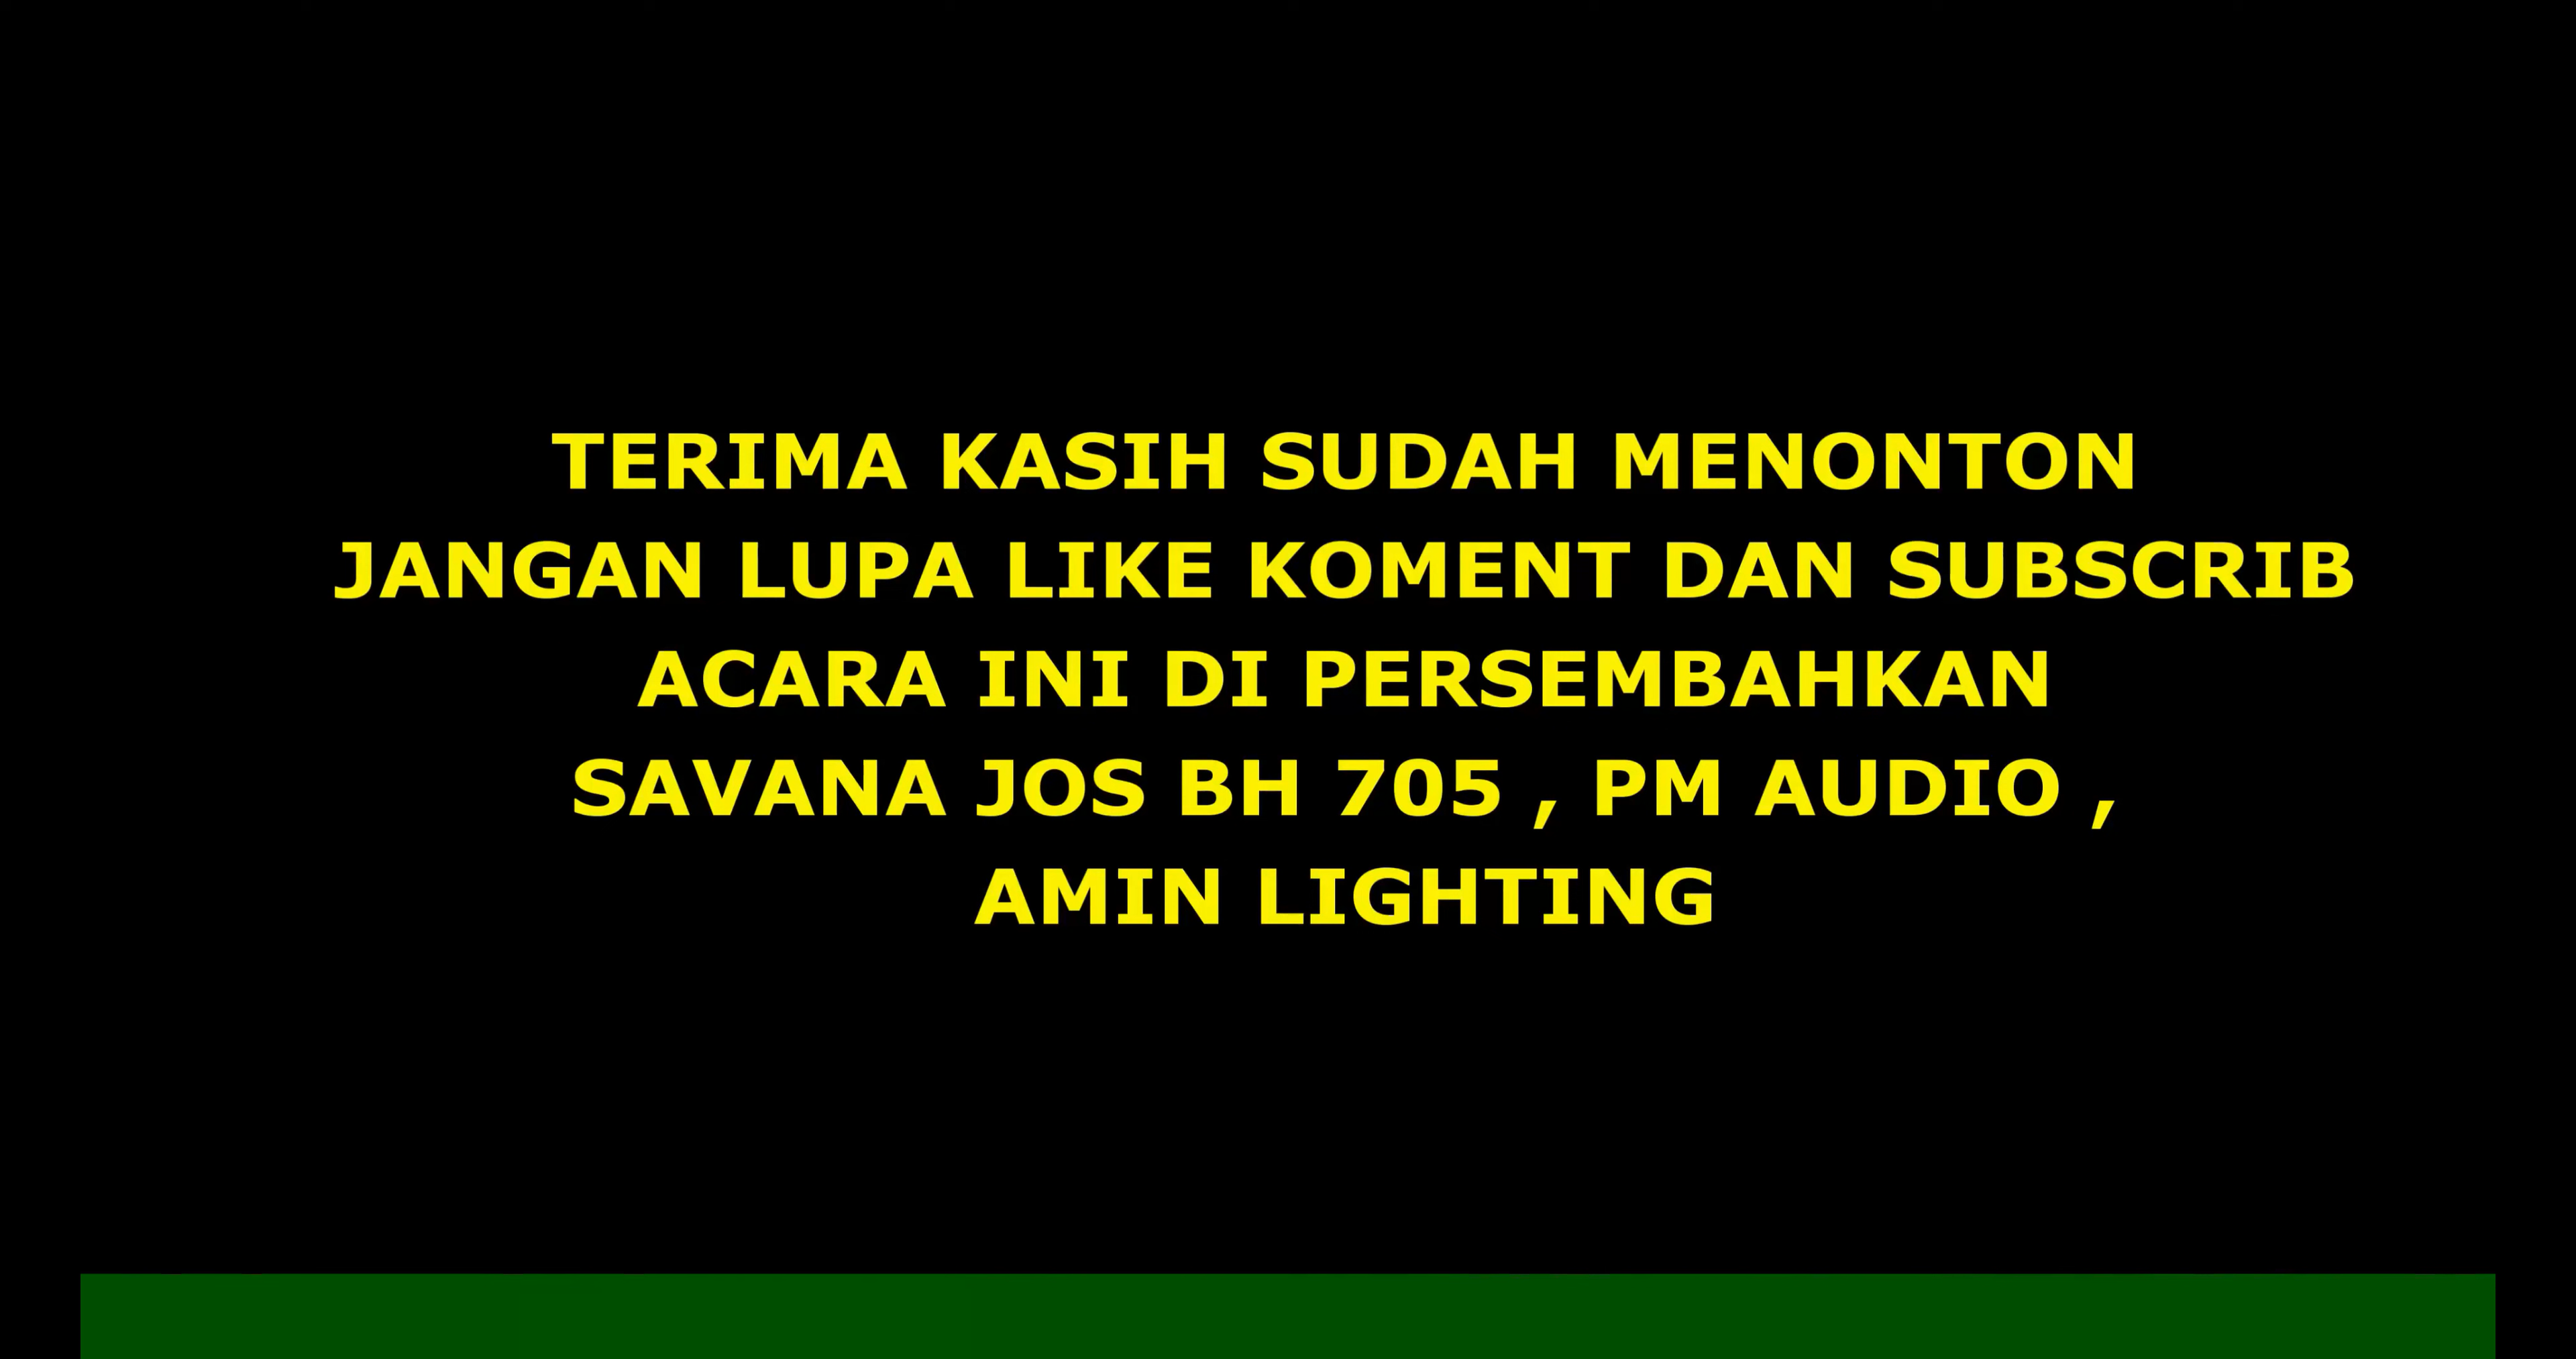 TERIMA KASIH SUDAH MENONTON
JANGAN LUPA LIKE KOMENT DAN SUBSCRIB
ACARA INI DI PERSEMBAHKAN
SAVANA JOS BH 705 , PM AUDIO ,
AMIN LIGHTING